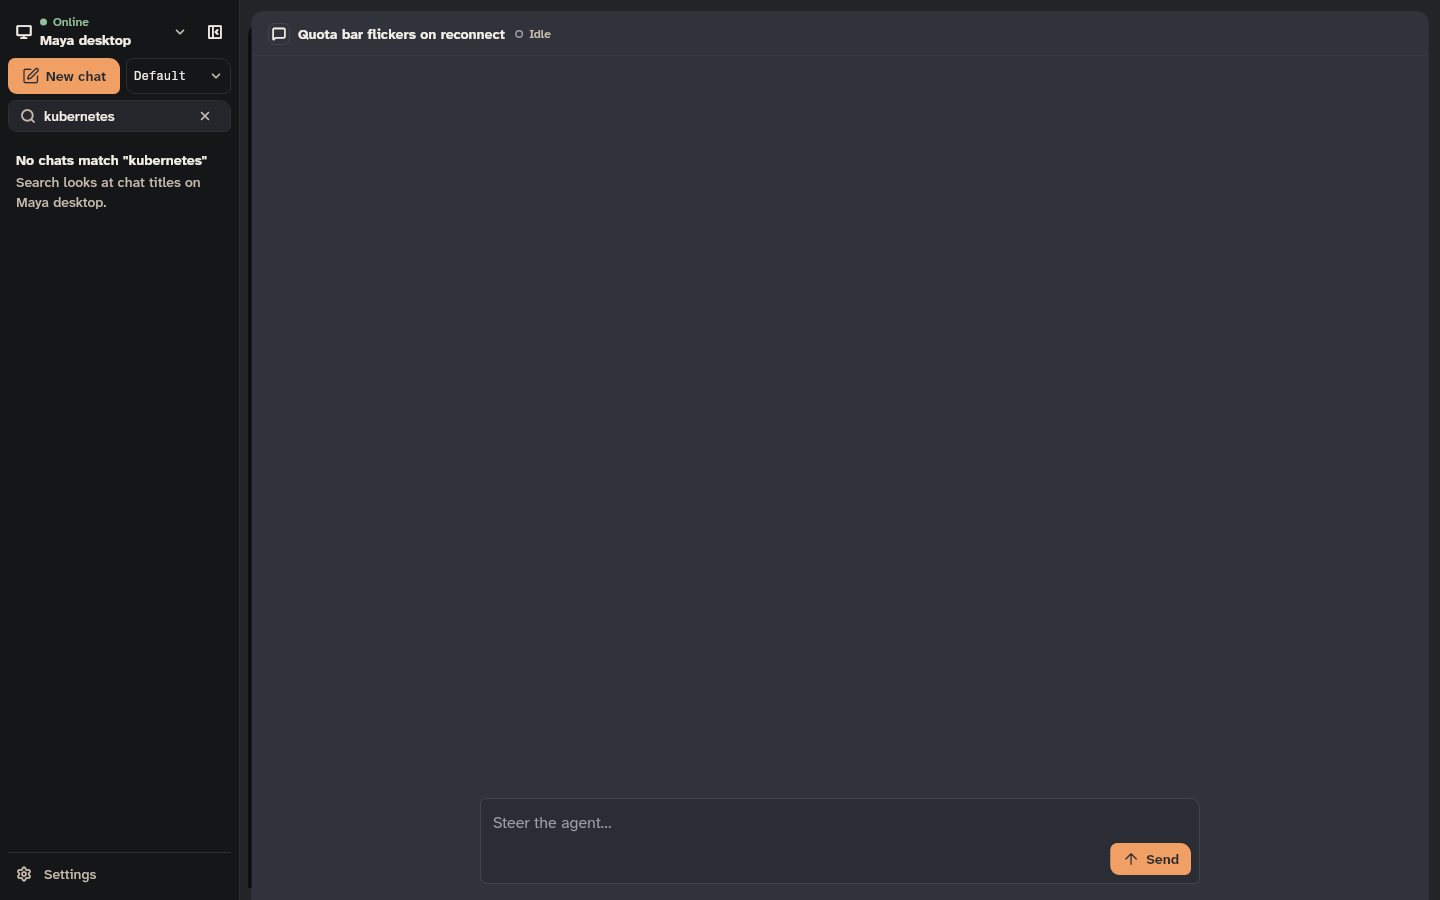 Online
Maya desktop
New chat
Default
kubernetes
No chats match "kubernetes"
Search looks at chat titles on
Maya desktop.
Settings
Quota bar flickers on reconnect
Idle
Steer the agent...
Send